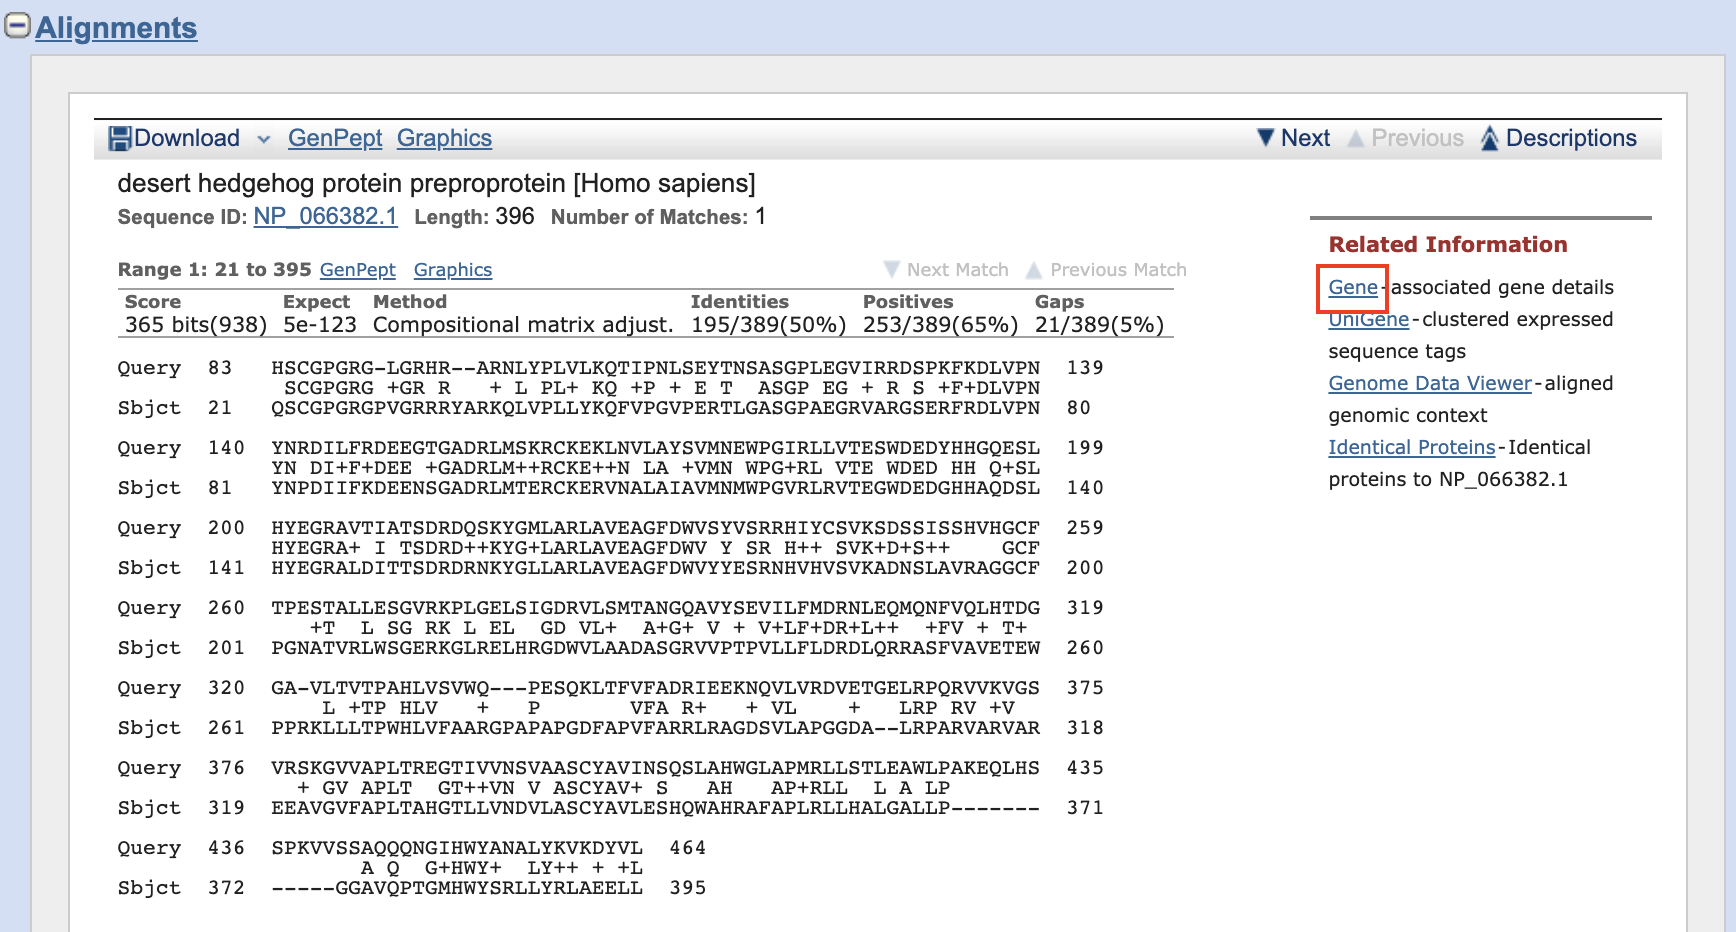 Alignments
Download GenPept Graphics Next Previous Descriptions
desert hedgehog protein preproprotein [Homo sapiens]
Sequence ID: NP_066382.1 Length: 396 Number of Matches: 1
Range 1: 21 to 395 GenPept Graphics Next Match Previous Match
Score Expect Method Identities Positives Gaps
365 bits(938) 5e-123 Compositional matrix adjust. 195/389(50%) 253/389(65%) 21/389(5%)
Query 83 HSCGPGRG-LGRHR--ARNLYPLVLKQTIPNLSEYTNSASGPLEGVIRRDSPKFKDLVPN 139
SCGPGRG +GR R + L PL+ KQ +P + E T ASGP EG + R S +F+DLVPN
Sbjct 21 QSCGPGRGPVGRRRYARKQLVPLLYKQFVPGVPERTLGASGPAEGRVARGSERFRDLVPN 80
Query 140 YNRDILFRDEEGTGADRLMSKRCKEKLNVLAYSVMNEWPGIRLLVTESWDEDYHHGQESL 199
YN DI+F+DEE +GADRLM++RCKE++N LA +VMN WPG+RL VTE WDED HH Q+SL
Sbjct 81 YNPDIIFKDEENSGADRLMTERCKERVNALAIAVMNMWPGVRLRVTEGWDEDGHHAQDSL 140
Query 200 HYEGRAVTIATSDRDQSKYGMLARLAVEAGFDWVSYVSRRHIYCSVKSDSSISSHVHGCF 259
HYEGRA+ I TSDRD++KYG+LARLAVEAGFDWV Y SR H++ SVK+D+S++ GCF
Sbjct 141 HYEGRALDITTSDRDRNKYGLLARLAVEAGFDWVYYESRNHVHVSVKADNSLAVRAGGCF 200
Query 260 TPESTALLESGVRKPLGELSIGDRVLSMTANGQAVYSEVILFMDRNLEQMQNFVQLHTDG 319
+T L SG RK L EL GD VL+ A+G+ V + V+LF+DR+L++ +FV + T+
Sbjct 201 PGNATVRLWSGERKGLRELHRGDWVLAADASGRVVPTPVLLFLDRDLQRRASFVAVETEW 260
Query 320 GA-VLTVTPAHLVSVWQ---PESQKLTFVFADRIEEKNQVLVRDVETGELRPQRVVKVGS 375
L +TP HLV + P VFA R+ + VL + LRP RV +V
Sbjct 261 PPRKLLLTPWHLVFAARGPAPAPGDFAPVFARRLRAGDSVLAPGGDA--LRPARVARVAR 318
Query 376 VRSKGVVAPLTREGTIVVNSVAASCYAVINSQSLAHWGLAPMRLLSTLEAWLPAKEQLHS 435
+ GV APLT GT++VN V ASCYAV+ S AH AP+RLL L A LP
Sbjct 319 EEAVGVFAPLTAHGTLLVNDVLASCYAVLESHQWAHRAFAPLRLLHALGALLP------- 371
Query 436 SPKVVSSAQQQNGIHWYANALYKVKDYVL 464
A Q G+HWY+ LY++ + +L
Sbjct 372 -----GGAVQPTGMHWYSRLLYRLAEELL 395
Related Information
Gene-associated gene details
UniGene-clustered expressed
sequence tags
Genome Data Viewer-aligned
genomic context
Identical Proteins-Identical
proteins to NP_066382.1